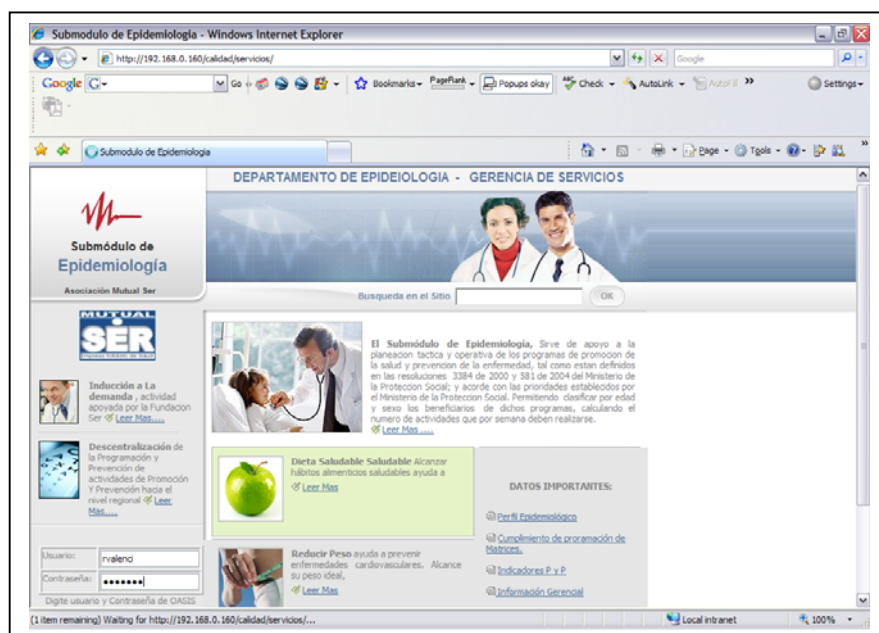 Submodulo de Epidemiologia - Windows Internet Explorer
http://192.168.0.160/calidad/servicios/
Google
Google G
Go
Bookmarks
PageRank
Popups okay
Check
AutoLink
AutoFill
Settings
Submodulo de Epidemiologia
Page
Tools
DEPARTAMENTO DE EPIDEIOLOGIA - GERENCIA DE SERVICIOS
Submódulo de
Epidemiología
Asociación Mutual Ser
Busqueda en el Sitio
OK
MUTUAL
SER
El Submódulo de Epidemiología, Sirve de apoyo a la
planeacion tactica y operativa de los programas de promocion de
la salud y prevencion de la enfermedad, tal como estan definidos
en las resoluciones 3384 de 2000 y 581 de 2004 del Ministerio de
la Proteccion Social; y acorde con las prioridades establecidos por
el Ministerio de la Proteccion Social. Permitiendo clasificar por edad
y sexo los beneficiarios de dichos programas, calculando el
numero de actividades que por semana deben realizarse.
Leer Mas ....
Inducción a La
demanda , actividad
apoyada por la Fundacon
Ser Leer Mas....
Descentralización de
la Programación y
Prevención de
actividades de Promoción
Y Prevención hacia el
nivel regional Leer
Mas....
Dieta Saludable Saludable Alcanzar
hábitos alimenticios saludables ayuda a
Leer Mas
DATOS IMPORTANTES:
Perfil Epidemiológico
Cumplimiento de proramación de
Matrices.
Indicadores P y P
Información Gerencial
Reducir Peso ayuda a prevenir
enfermedades cardiovasculares. Alcance
su peso ideal,
Leer Mas
Usuario: rvalenci
Contraseña: •••••••
Digite usuario y Contraseña de OASIS
(1 item remaining) Waiting for http://192.168.0.160/calidad/servicios/...
Local intranet
100%